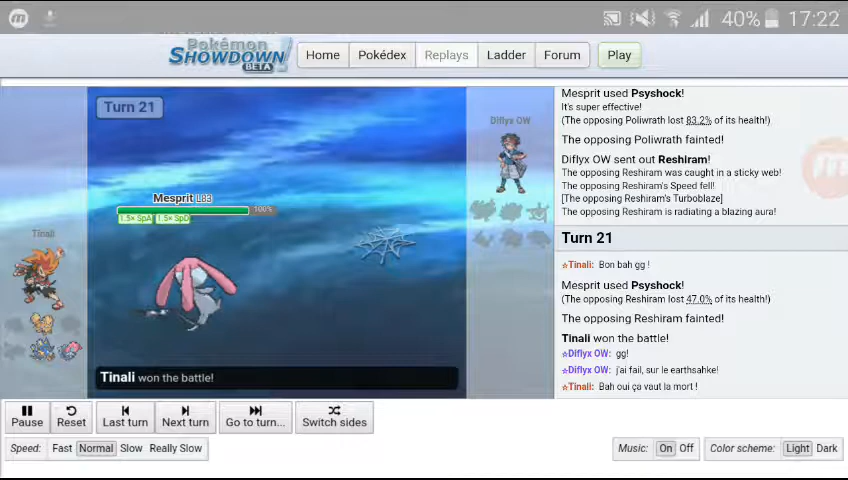 40% 17:22
Pokémon
SHOWDOWN!
BETA
Home Pokédex Replays Ladder Forum Play
Turn 21
Diflyx OW
Mesprit L83
100%
1.5× SpA 1.5× SpD
Tinali
Tinali won the battle!
Mesprit used Psyshock!
It's super effective!
(The opposing Poliwrath lost 83.2% of its health!)
The opposing Poliwrath fainted!
Diflyx OW sent out Reshiram!
The opposing Reshiram was caught in a sticky web!
The opposing Reshiram's Speed fell!
[The opposing Reshiram's Turboblaze]
The opposing Reshiram is radiating a blazing aura!
Turn 21
☆Tinali: Bon bah gg !
Mesprit used Psyshock!
(The opposing Reshiram lost 47.0% of its health!)
The opposing Reshiram fainted!
Tinali won the battle!
☆Diflyx OW: gg!
☆Diflyx OW: j'ai fail, sur le earthsahke!
☆Tinali: Bah oui ça vaut la mort !
Pause Reset Last turn Next turn Go to turn... Switch sides
Speed: Fast Normal Slow Really Slow
Music: On Off Color scheme: Light Dark